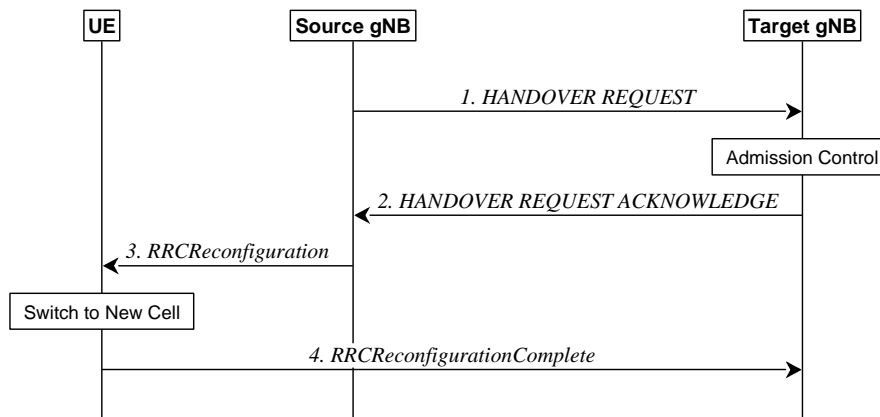 UE
Source gNB
Target gNB
1. HANDOVER REQUEST
Admission Control
2. HANDOVER REQUEST ACKNOWLEDGE
3. RRCReconfiguration
Switch to New Cell
4. RRCReconfigurationComplete